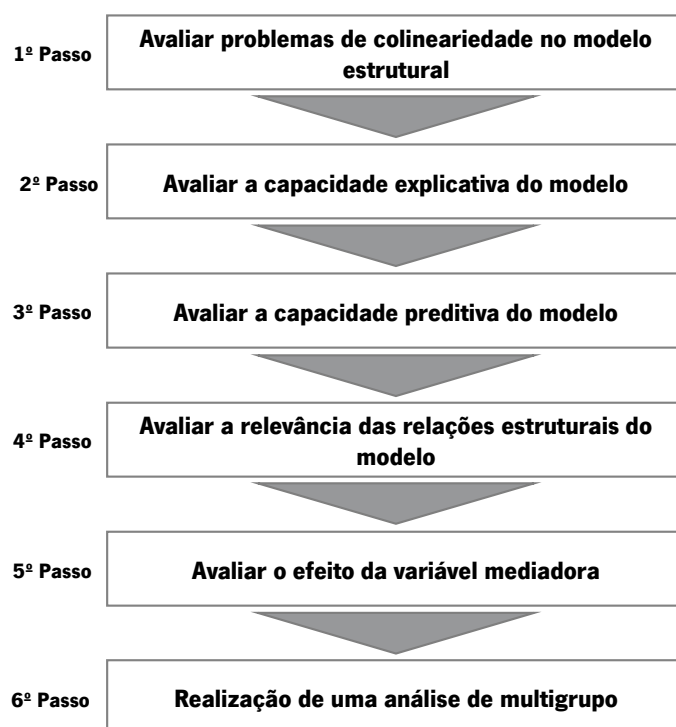 1º Passo
Avaliar problemas de colineariedade no modelo
estrutural
2º Passo
Avaliar a capacidade explicativa do modelo
3º Passo
Avaliar a capacidade preditiva do modelo
4º Passo
Avaliar a relevância das relações estruturais do
modelo
5º Passo
Avaliar o efeito da variável mediadora
6º Passo
Realização de uma análise de multigrupo